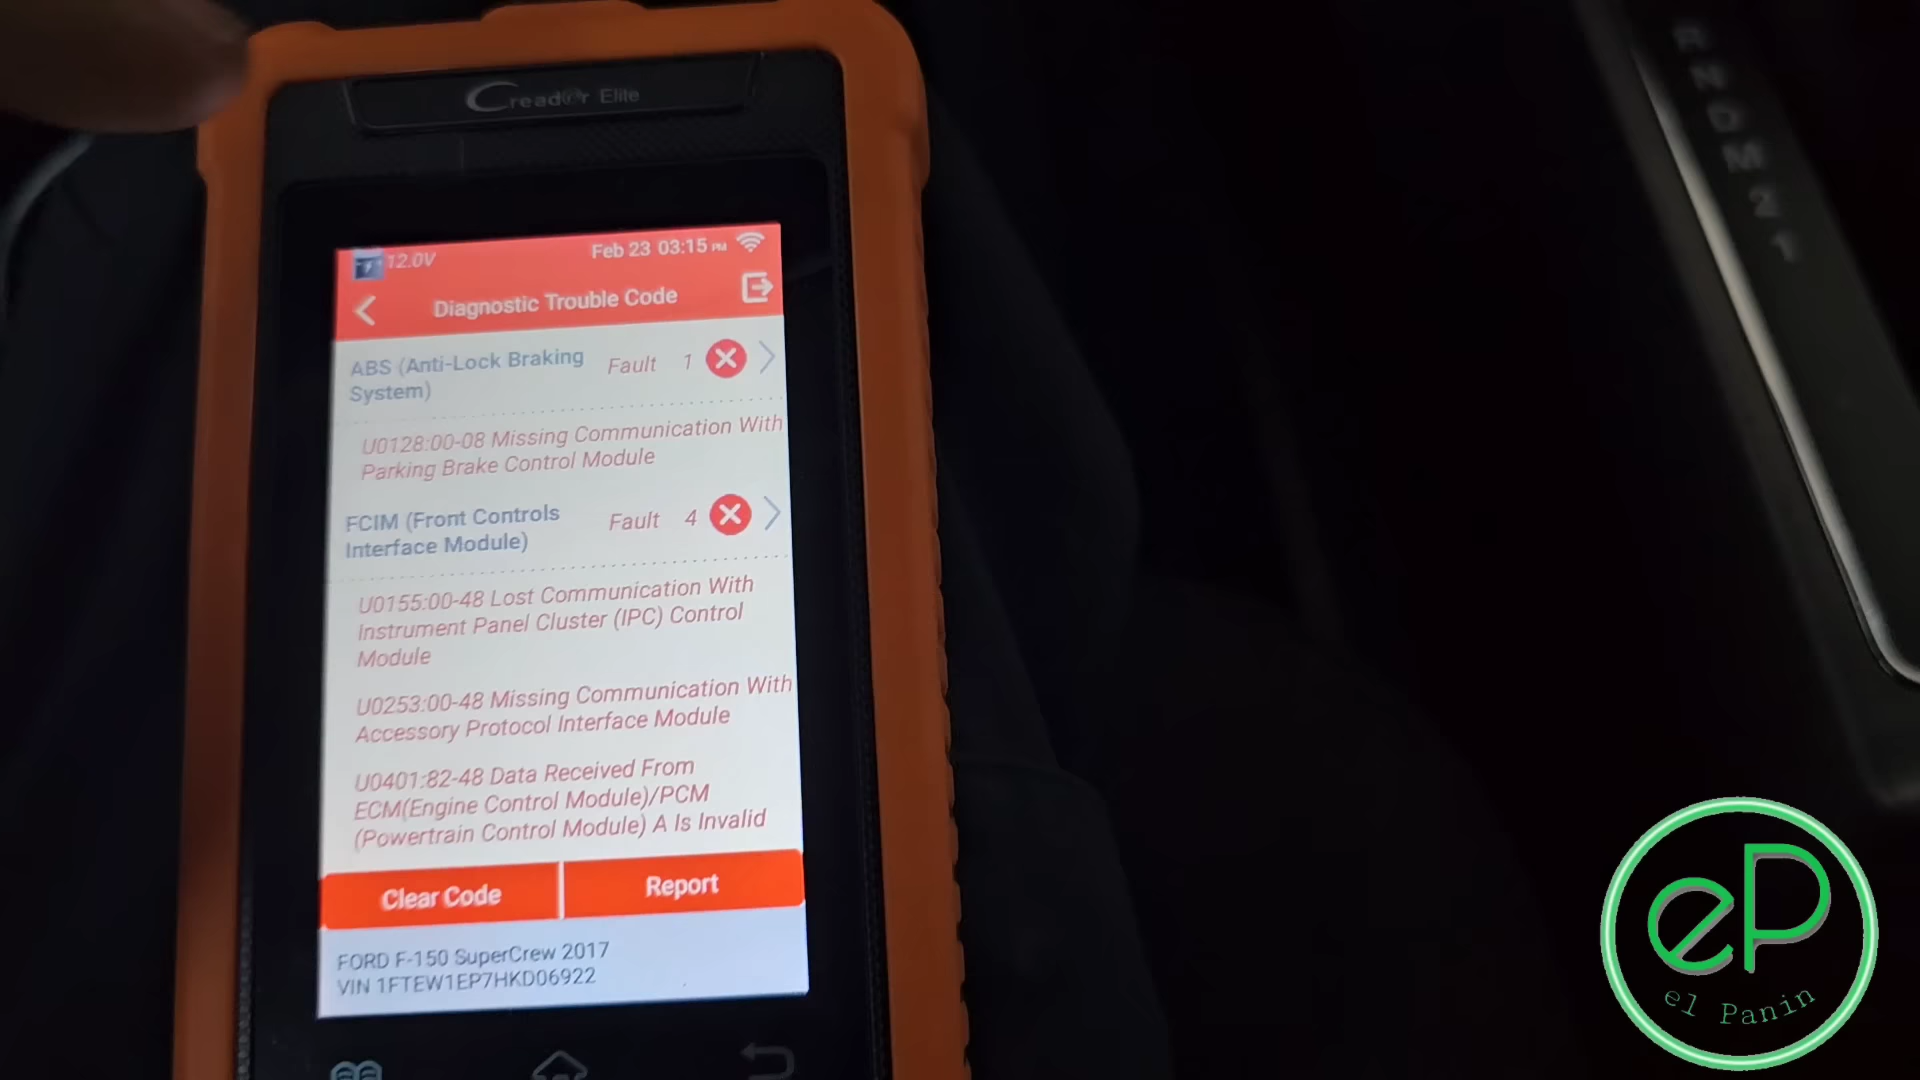 Creader Elite
12.0V
Feb 23 03:15 PM
Diagnostic Trouble Code
ABS (Anti-Lock Braking
System)
Fault 1
U0128:00-08 Missing Communication With
Parking Brake Control Module
FCIM (Front Controls
Interface Module)
Fault 4
U0155:00-48 Lost Communication With
Instrument Panel Cluster (IPC) Control
Module
U0253:00-48 Missing Communication With
Accessory Protocol Interface Module
U0401:82-48 Data Received From
ECM(Engine Control Module)/PCM
(Powertrain Control Module) A Is Invalid
Clear Code
Report
FORD F-150 SuperCrew 2017
VIN 1FTEW1EP7HKD06922
R
N
D
M
2
1
eP
el Panin